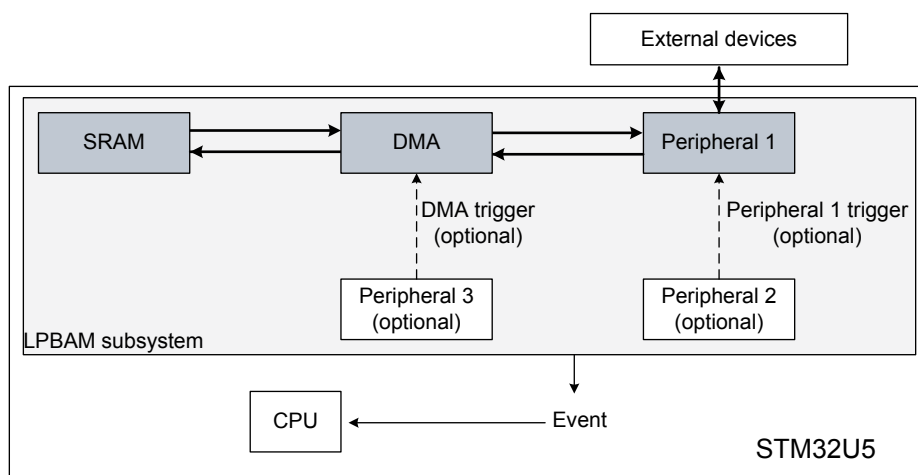 External devices
SRAM
DMA
Peripheral 1
DMA trigger
(optional)
Peripheral 1 trigger
(optional)
Peripheral 3
(optional)
Peripheral 2
(optional)
LPBAM subsystem
CPU
Event
STM32U5